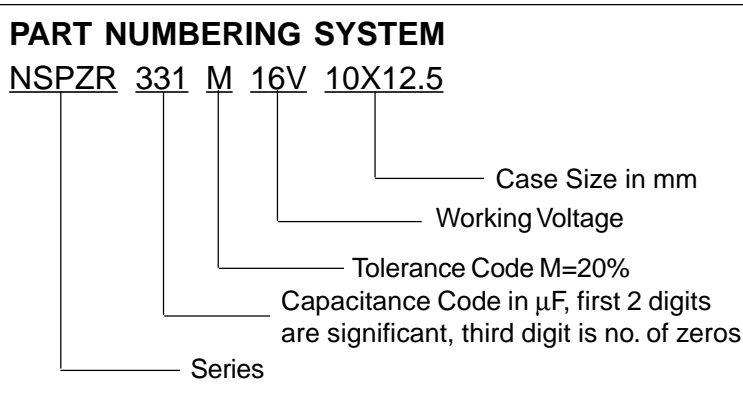 PART NUMBERING SYSTEM
NSPZR 331 M 16V 10X12.5
Case Size in mm
Working Voltage
Tolerance Code M=20%
Capacitance Code in μF, first 2 digits
are significant, third digit is no. of zeros
Series